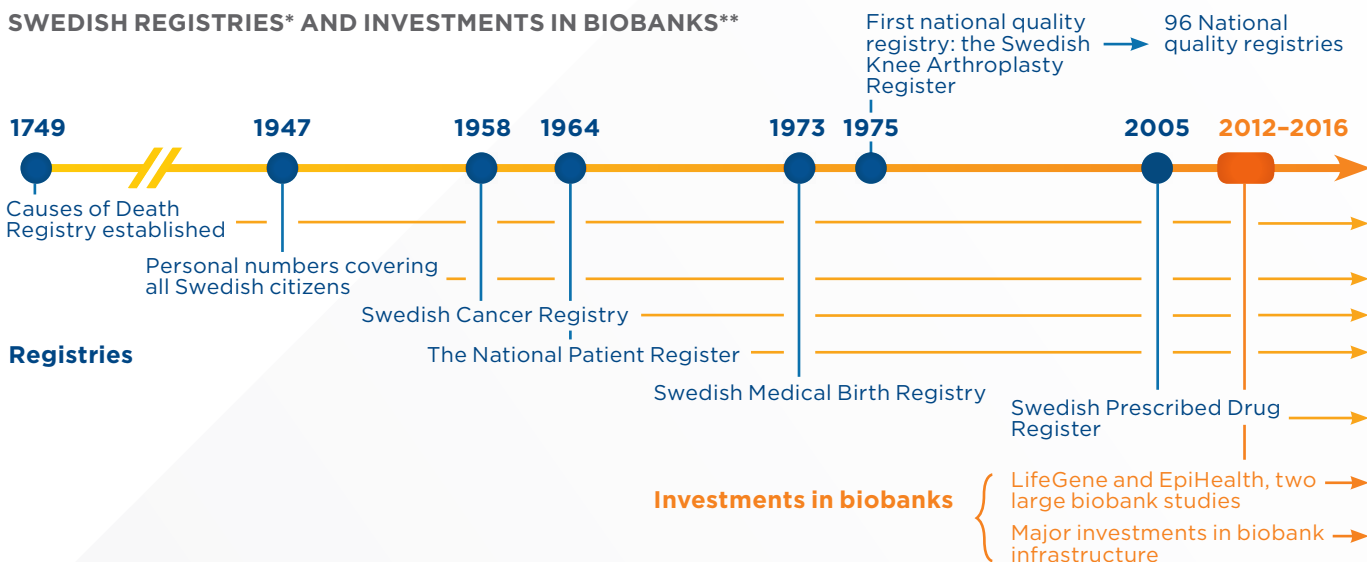 SWEDISH REGISTRIES* AND INVESTMENTS IN BIOBANKS**
First national quality
registry: the Swedish
Knee Arthroplasty
Register
96 National
quality registries
1749
1947
1958
1964
1973
1975
2005
2012–2016
Causes of Death
Registry established
Personal numbers covering
all Swedish citizens
Swedish Cancer Registry
Registries
The National Patient Register
Swedish Medical Birth Registry
Swedish Prescribed Drug
Register
Investments in biobanks
LifeGene and EpiHealth, two
large biobank studies
Major investments in biobank
infrastructure